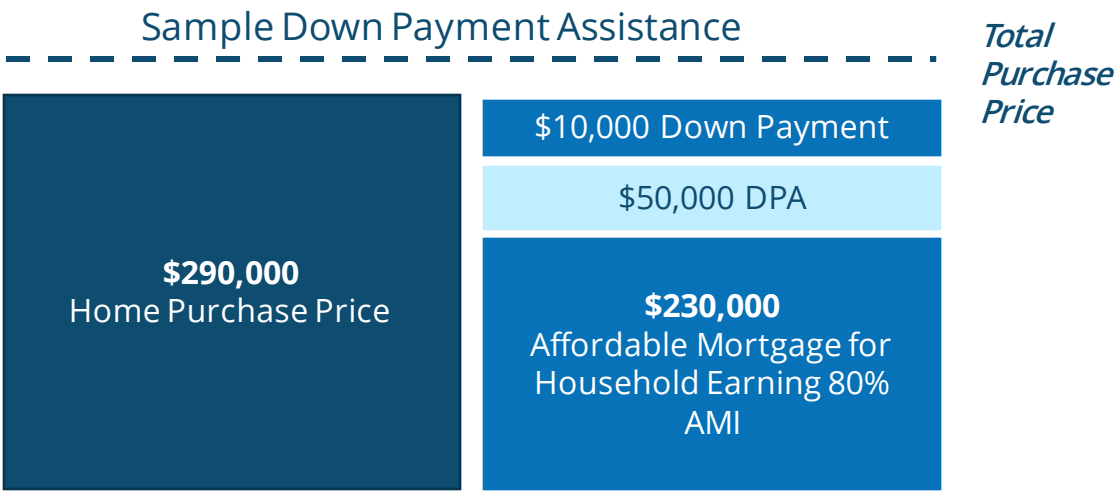 Sample Down Payment Assistance
Total
Purchase
Price
$290,000
Home Purchase Price
$10,000 Down Payment
$50,000 DPA
$230,000
Affordable Mortgage for
Household Earning 80%
AMI